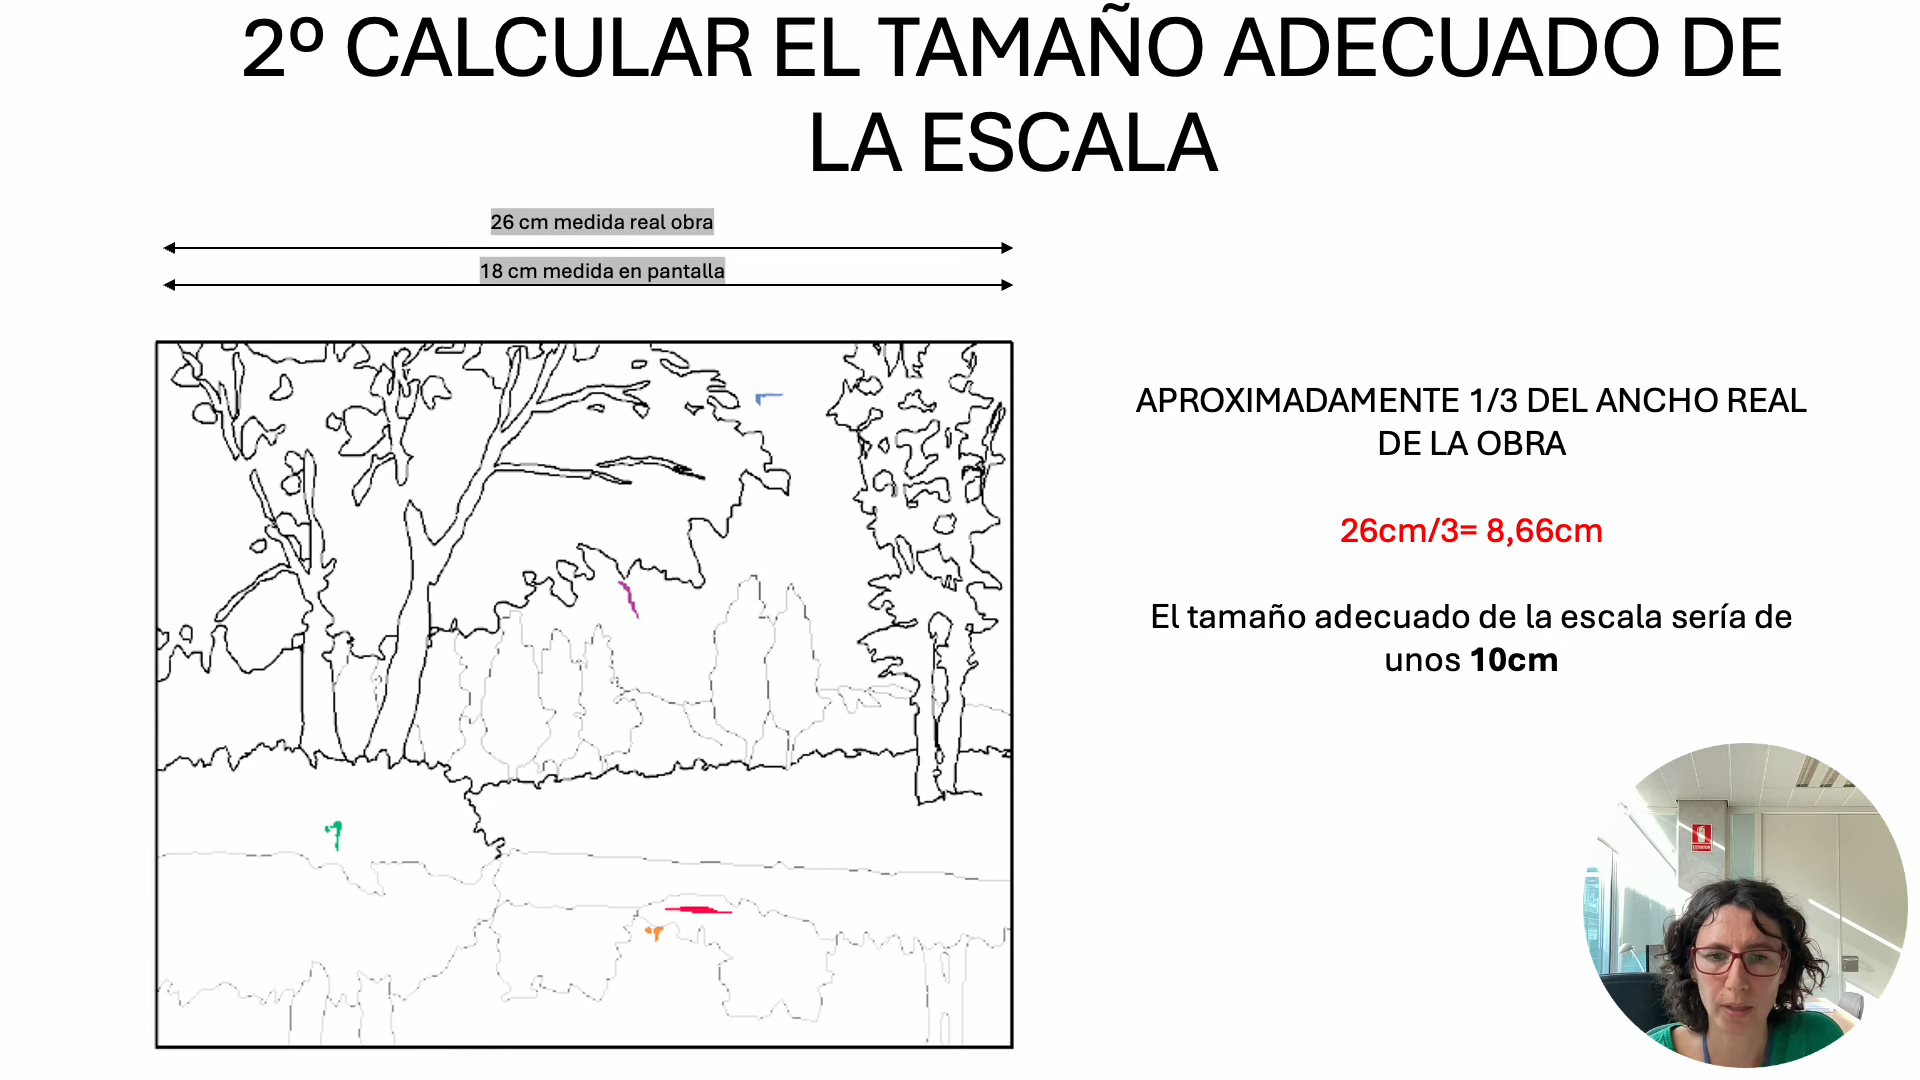 2º CALCULAR EL TAMAÑO ADECUADO DE
LA ESCALA
26 cm medida real obra
18 cm medida en pantalla
APROXIMADAMENTE 1/3 DEL ANCHO REAL
DE LA OBRA
26cm/3= 8,66cm
El tamaño adecuado de la escala sería de
unos 10cm